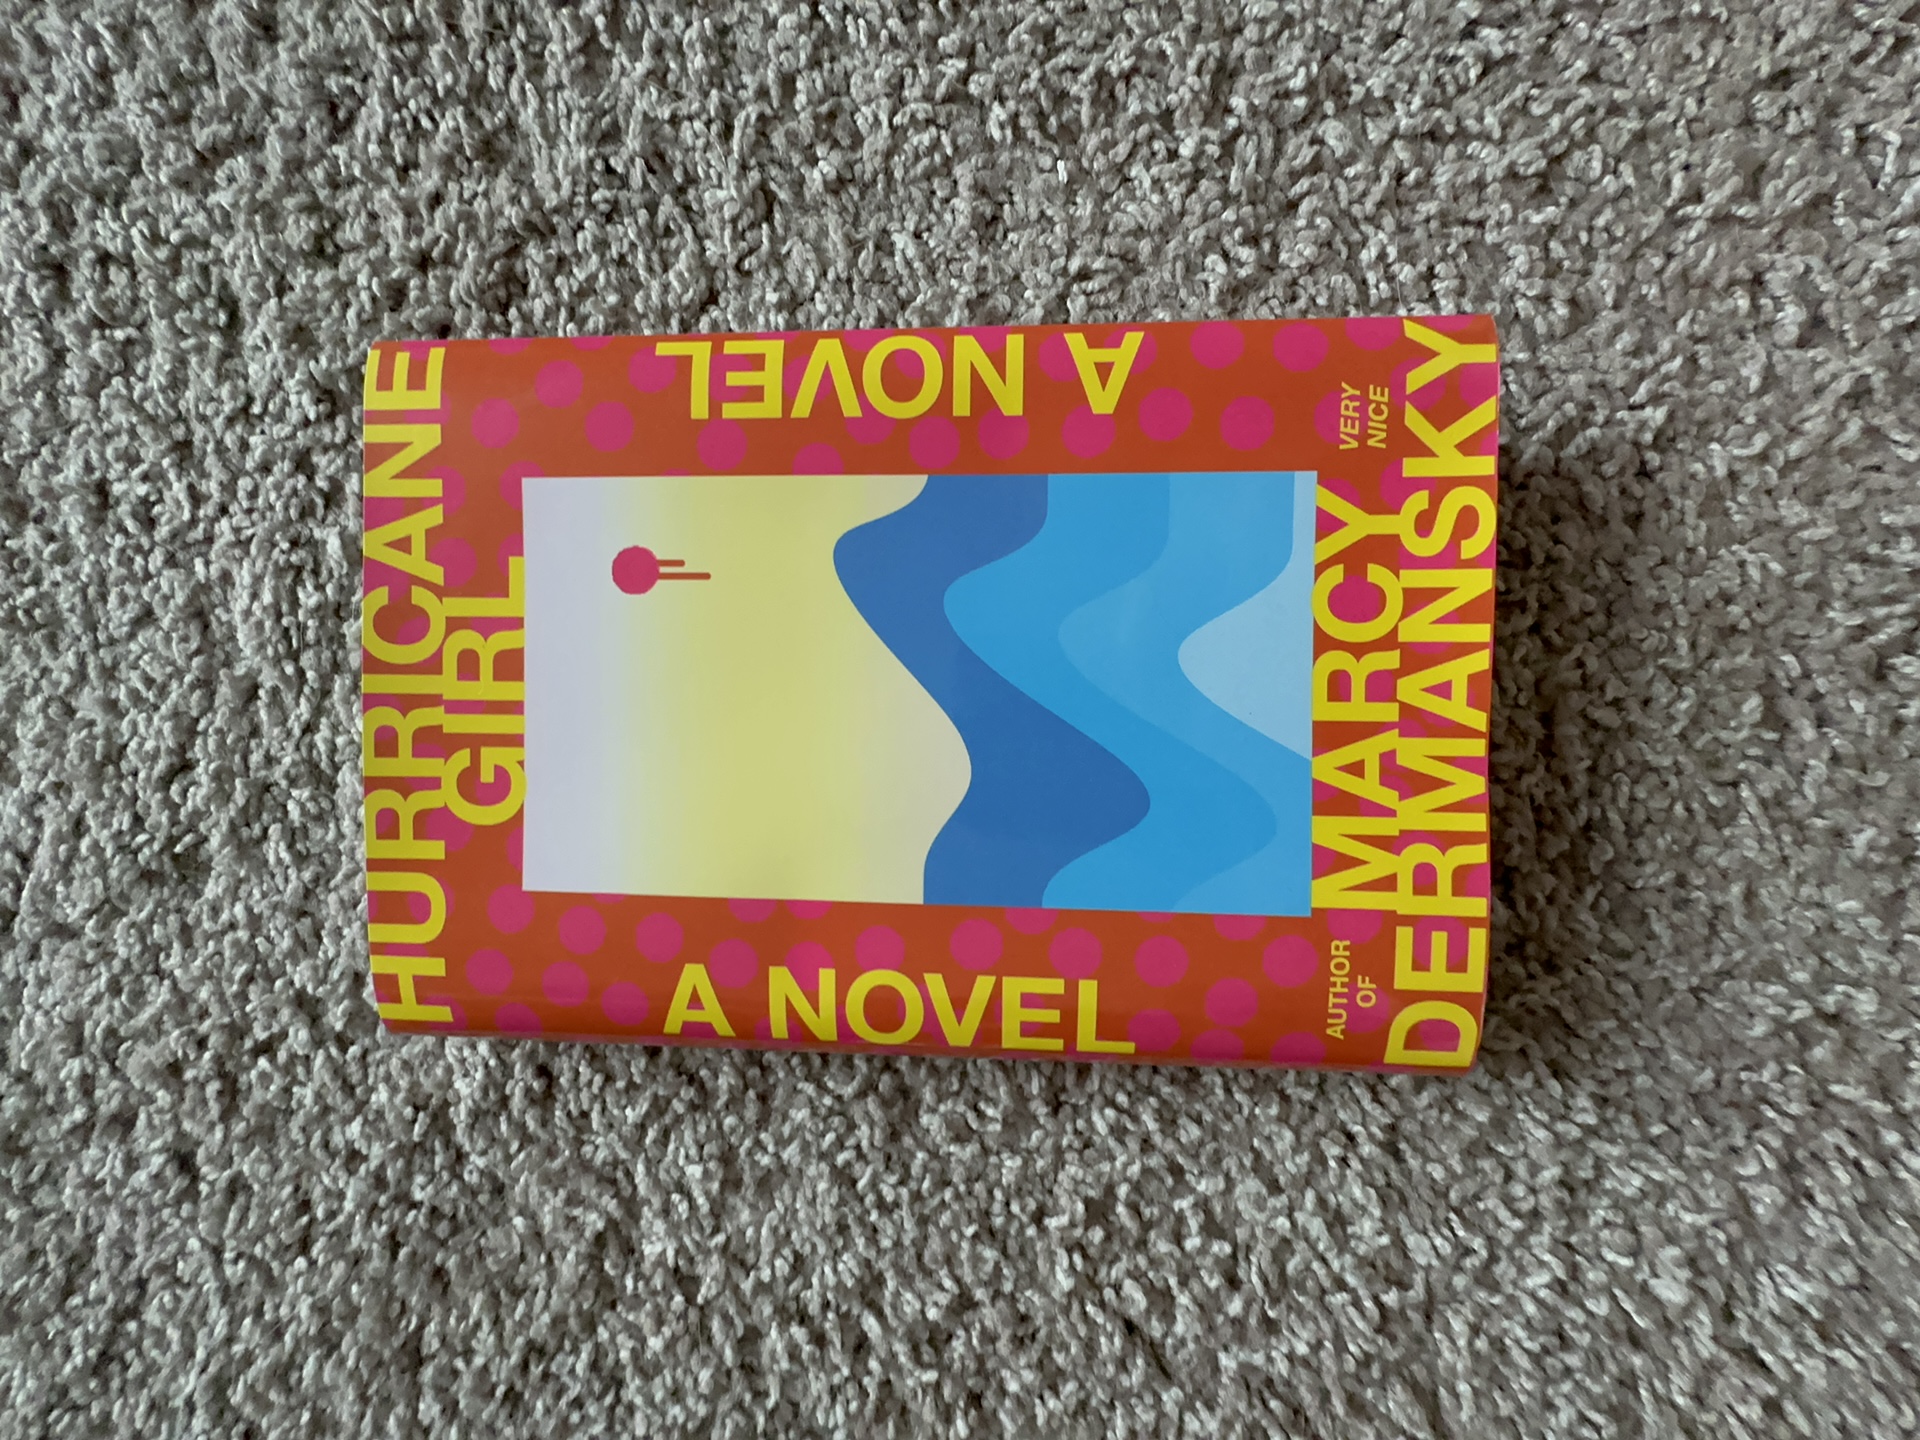 HURRICANE
GIRL
A NOVEL
A NOVEL
AUTHOR
OF
VERY
NICE
MARCY
DERMANSKY